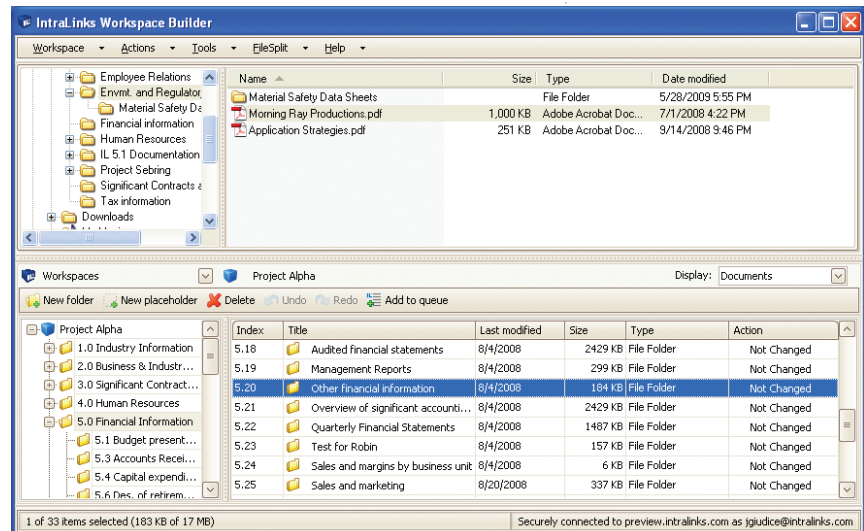 IntraLinks Workspace Builder
Workspace Actions Tools FileSplit Help
Employee Relations
Envmt. and Regulator
Material Safety Da
Financial information
Human Resources
IL 5.1 Documentation
Project Sebring
Significant Contracts a
Tax information
Downloads
Name Size Type Date modified
Material Safety Data Sheets File Folder 5/28/2009 5:55 PM
Morning Ray Productions.pdf 1,000 KB Adobe Acrobat Doc... 7/1/2008 4:22 PM
Application Strategies.pdf 251 KB Adobe Acrobat Doc... 9/14/2008 9:46 PM
Workspaces Project Alpha Display: Documents
New folder New placeholder Delete Undo Redo Add to queue
Project Alpha
1.0 Industry Information
2.0 Business & Industr...
3.0 Significant Contract...
4.0 Human Resources
5.0 Financial Information
5.1 Budget present...
5.3 Accounts Recei...
5.4 Capital expendi...
5.6 Des. of retirem...
Index Title Last modified Size Type Action
5.18 Audited financial statements 8/4/2008 2429 KB File Folder Not Changed
5.19 Management Reports 8/4/2008 299 KB File Folder Not Changed
5.20 Other financial information 8/4/2008 184 KB File Folder Not Changed
5.21 Overview of significant accounti... 8/4/2008 2429 KB File Folder Not Changed
5.22 Quarterly Financial Statements 8/4/2008 1487 KB File Folder Not Changed
5.23 Test for Robin 8/4/2008 157 KB File Folder Not Changed
5.24 Sales and margins by business unit 8/4/2008 6 KB File Folder Not Changed
5.25 Sales and marketing 8/20/2008 337 KB File Folder Not Changed
1 of 33 items selected (183 KB of 17 MB) Securely connected to preview.intralinks.com as jgiudice@intralinks.com